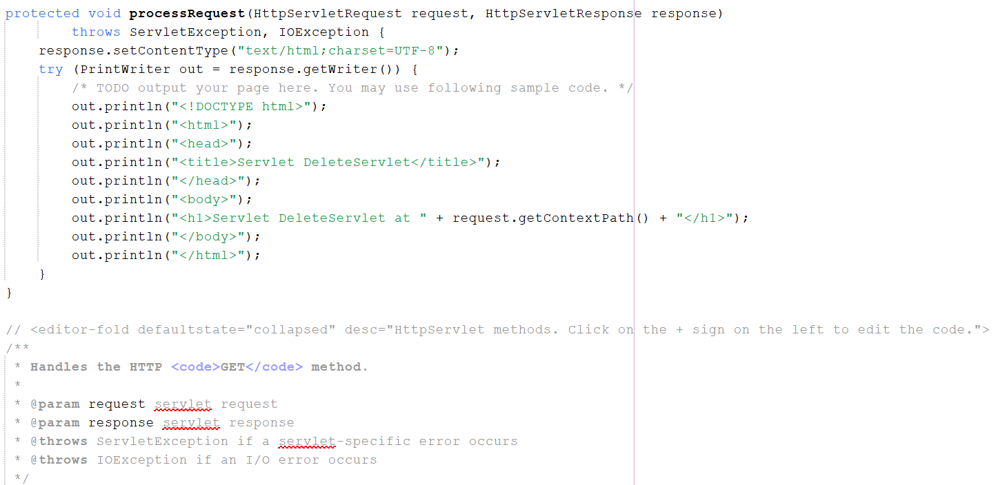 protected void processRequest(HttpServletRequest request, HttpServletResponse response)
        throws ServletException, IOException {
    response.setContentType("text/html;charset=UTF-8");
    try (PrintWriter out = response.getWriter()) {
        /* TODO output your page here. You may use following sample code. */
        out.println("<!DOCTYPE html>");
        out.println("<html>");
        out.println("<head>");
        out.println("<title>Servlet DeleteServlet</title>");
        out.println("</head>");
        out.println("<body>");
        out.println("<h1>Servlet DeleteServlet at " + request.getContextPath() + "</h1>");
        out.println("</body>");
        out.println("</html>");
    }
}

// <editor-fold defaultstate="collapsed" desc="HttpServlet methods. Click on the + sign on the left to edit the code.">
/**
 * Handles the HTTP <code>GET</code> method.
 *
 * @param request servlet request
 * @param response servlet response
 * @throws ServletException if a servlet-specific error occurs
 * @throws IOException if an I/O error occurs
 */